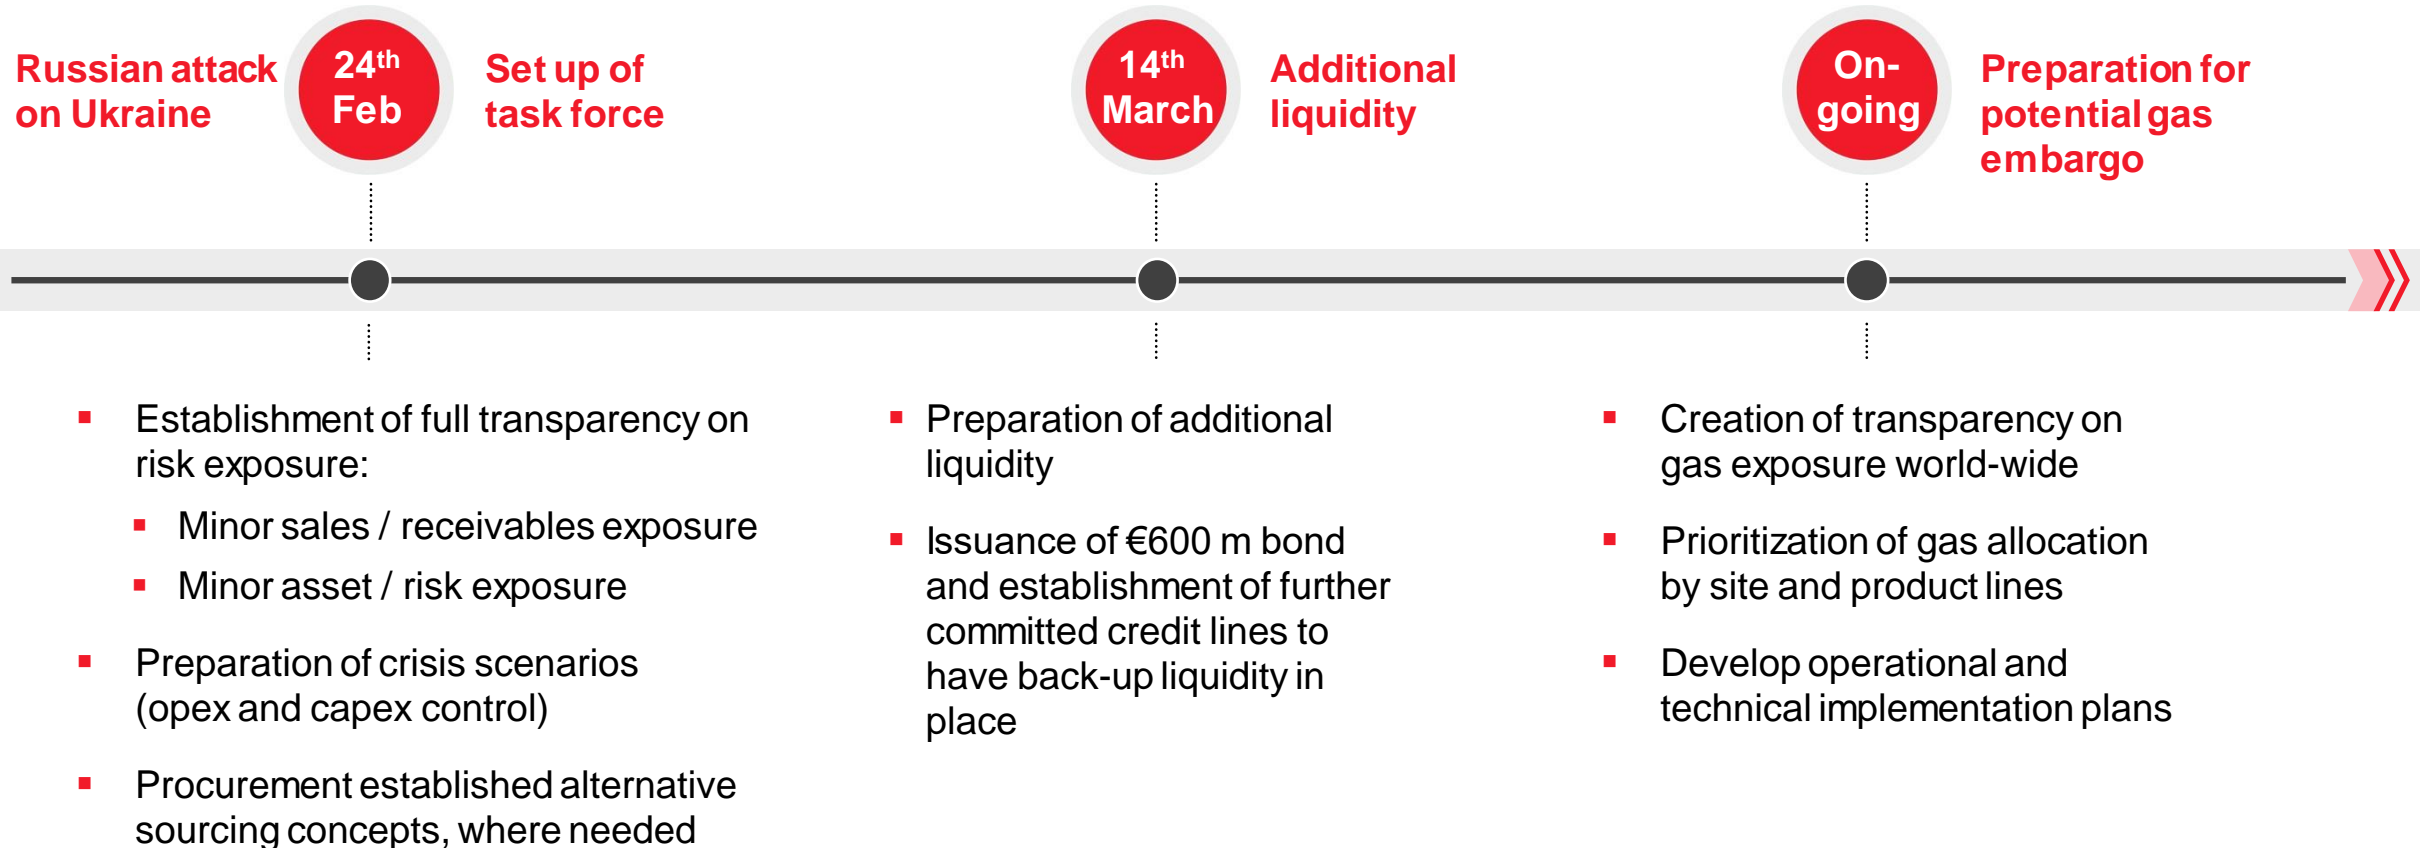 Russian attack
on Ukraine
24th
Feb
Set up of
task force
14th
March
Additional
liquidity
On-
going
Preparation for
potential gas
embargo
▪ Establishment of full transparency on
risk exposure:
▪ Minor sales / receivables exposure
▪ Minor asset / risk exposure
▪ Preparation of crisis scenarios
(opex and capex control)
▪ Procurement established alternative
sourcing concepts, where needed
▪ Preparation of additional
liquidity
▪ Issuance of €600 m bond
and establishment of further
committed credit lines to
have back-up liquidity in
place
▪ Creation of transparency on
gas exposure world-wide
▪ Prioritization of gas allocation
by site and product lines
▪ Develop operational and
technical implementation plans